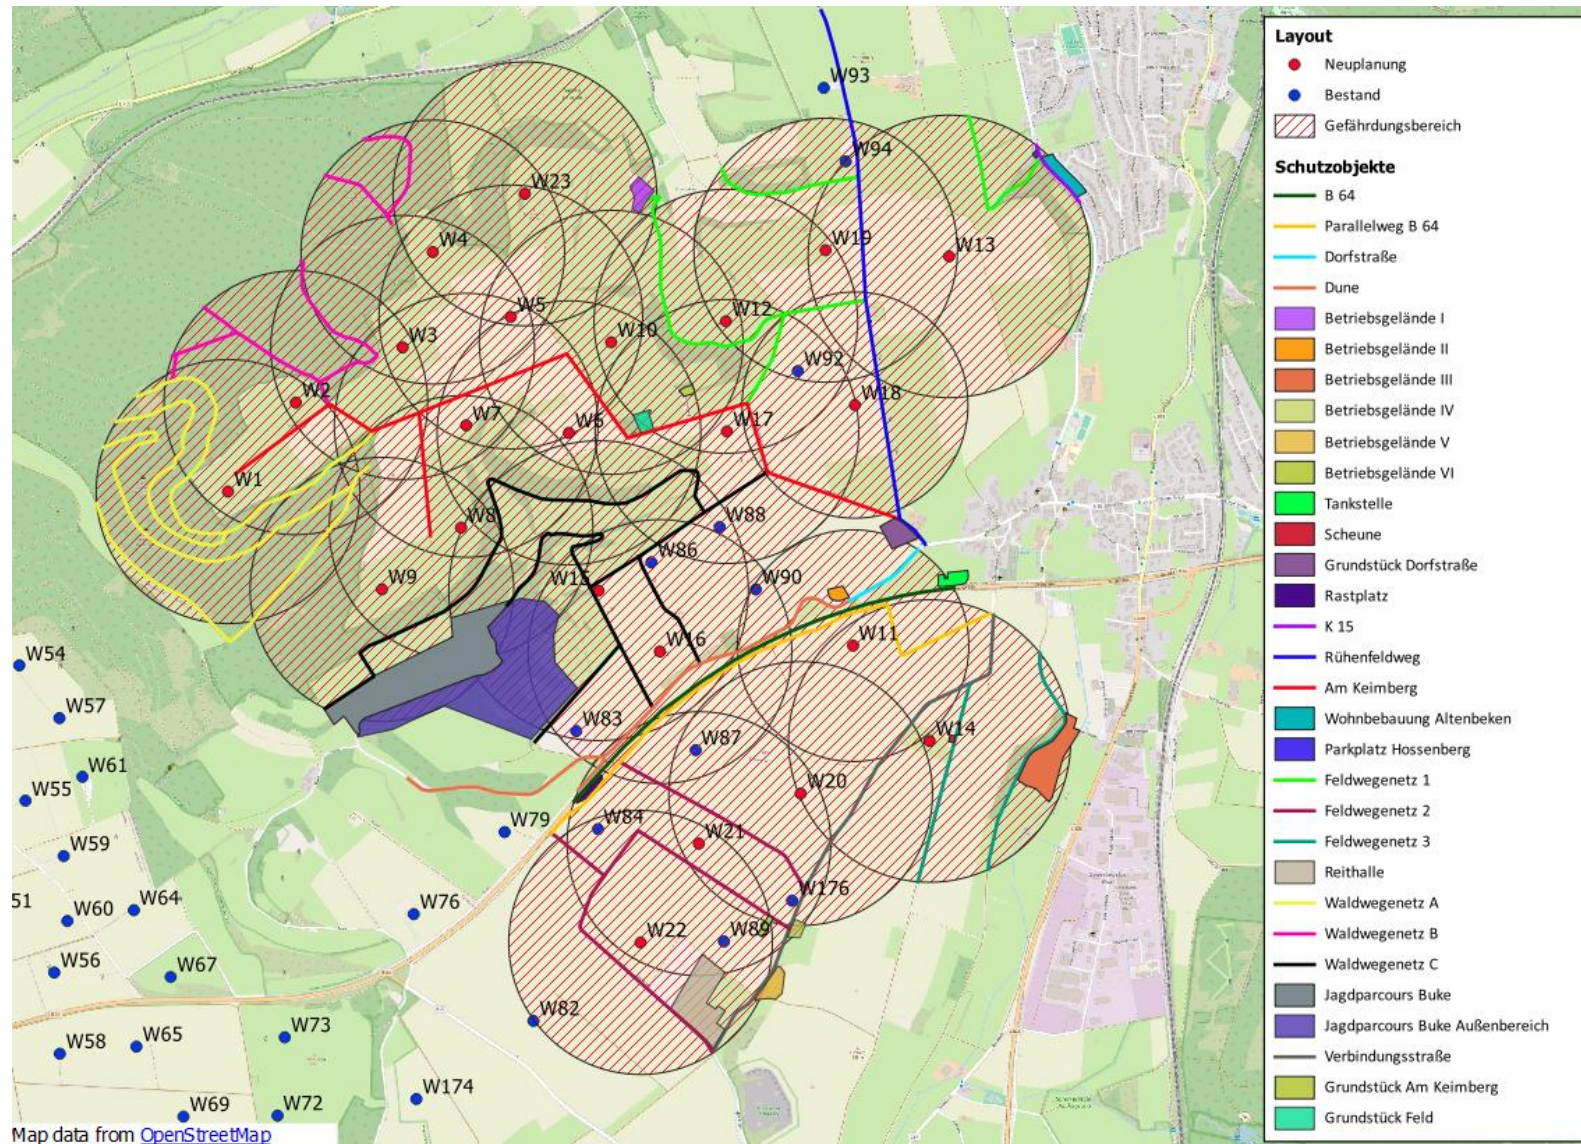 W93
W94
W23
W4
W19
W13
W5
W12
W10
W3
W92
W2
W18
W7
W6
W17
W1
W8
W88
W86
W9
W15
W90
W16
W11
W54
W57
W83
W87
W14
W61
W55
W20
W79
W84
W21
W59
W176
W76
51
W60
W64
W22
W89
W56
W67
W82
W73
W58
W65
W174
W69
W72
Map data from OpenStreetMap
Layout
Neuplanung
Bestand
Gefährdungsbereich
Schutzobjekte
B 64
Parallelweg B 64
Dorfstraße
Dune
Betriebsgelände I
Betriebsgelände II
Betriebsgelände III
Betriebsgelände IV
Betriebsgelände V
Betriebsgelände VI
Tankstelle
Scheune
Grundstück Dorfstraße
Rastplatz
K 15
Rühenfeldweg
Am Keimberg
Wohnbebauung Altenbeken
Parkplatz Hossenberg
Feldwegenetz 1
Feldwegenetz 2
Feldwegenetz 3
Reithalle
Waldwegenetz A
Waldwegenetz B
Waldwegenetz C
Jagdparcours Buke
Jagdparcours Buke Außenbereich
Verbindungsstraße
Grundstück Am Keimberg
Grundstück Feld